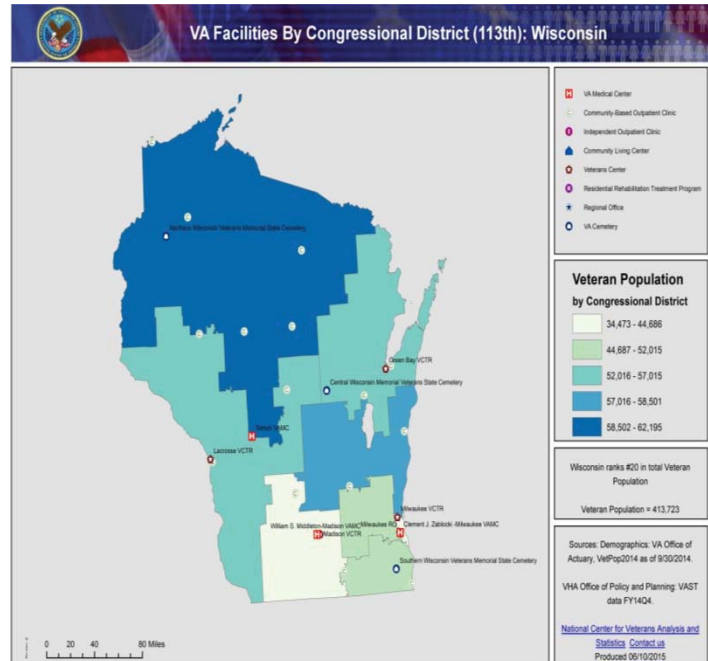 VA Facilities By Congressional District (113th): Wisconsin
H VA Medical Center
C Community-Based Outpatient Clinic
Independent Outpatient Clinic
Community Living Center
Veterans Center
Residential Rehabilitation Treatment Program
Regional Office
VA Cemetery
Veteran Population
by Congressional District
34,473 - 44,686
44,687 - 52,015
52,016 - 57,015
57,016 - 58,501
58,502 - 62,195
Wisconsin ranks #20 in total Veteran
Population
Veteran Population = 413,723
Sources: Demographics: VA Office of
Actuary, VetPop2014 as of 9/30/2014.
VHA Office of Policy and Planning: VAST
data FY14Q4.
National Center for Veterans Analysis and
Statistics Contact us
Produced 06/10/2015
Northern Wisconsin Veterans Memorial State Cemetery
Green Bay VCTR
Central Wisconsin Memorial Veterans State Cemetery
Tomah VAMC
Lacrosse VCTR
Milwaukee VCTR
William S. Middleton-Madison VAMC
Milwaukee RO
Clement J. Zablocki -Milwaukee VAMC
Madison VCTR
Southern Wisconsin Veterans Memorial State Cemetery
0 20 40 80 Miles